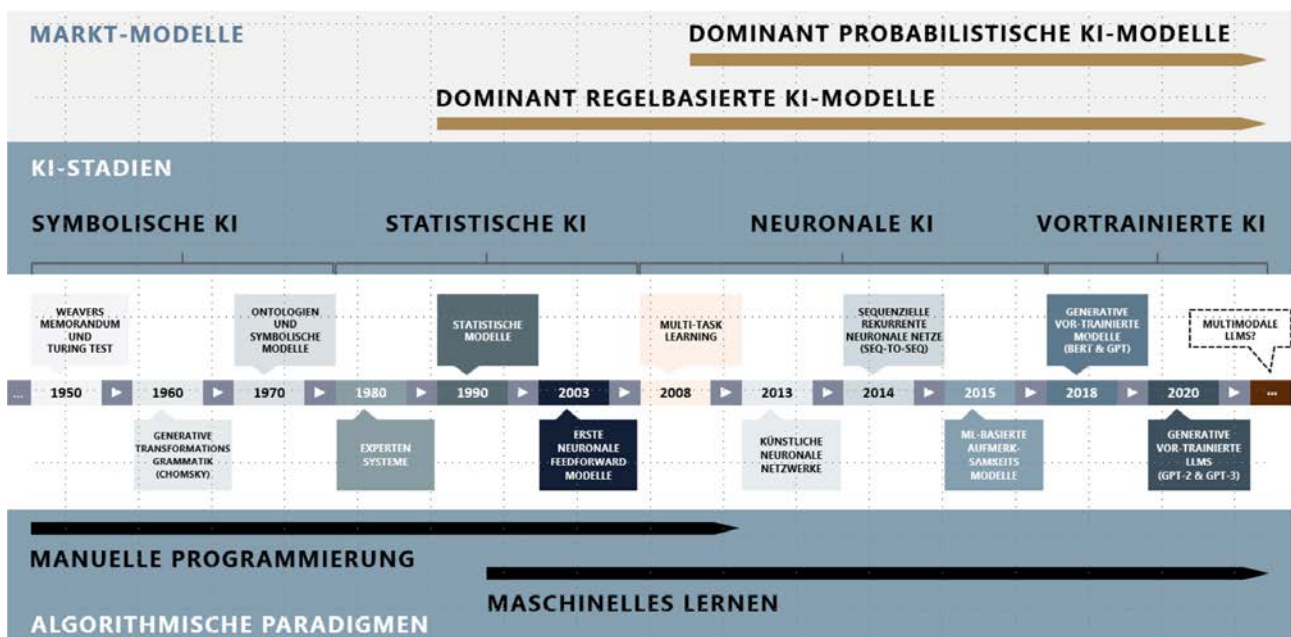 MARKT-MODELLE
DOMINANT PROBABILISTISCHE KI-MODELLE
DOMINANT REGELBASIERTE KI-MODELLE
KI-STADIEN
SYMBOLISCHE KI
STATISTISCHE KI
NEURONALE KI
VORTRAINIERTE KI
WEAVERS
MEMORANDUM
UND
TURING TEST
ONTOLOGIEN
UND
SYMBOLISCHE
MODELLE
STATISTISCHE
MODELLE
MULTI-TASK
LEARNING
SEQUENZIELLE
REKURRENTE
NEURONALE NETZE
(SEQ-TO-SEQ)
GENERATIVE
VOR-TRAINIERTE
MODELLE
(BERT & GPT)
MULTIMODALE
LLMS?
... 1950 1960 1970 1980 1990 2003 2008 2013 2014 2015 2018 2020 ...
GENERATIVE
TRANSFORMATIONS
GRAMMATIK
(CHOMSKY)
EXPERTEN
SYSTEME
ERSTE
NEURONALE
FEEDFORWARD
MODELLE
KÜNSTLICHE
NEURONALE
NETZWERKE
ML-BASIERTE
AUFMERK-
SAMKEITS
MODELLE
GENERATIVE
VOR-TRAINIERTE
LLMS
(GPT-2 & GPT-3)
MANUELLE PROGRAMMIERUNG
MASCHINELLES LERNEN
ALGORITHMISCHE PARADIGMEN